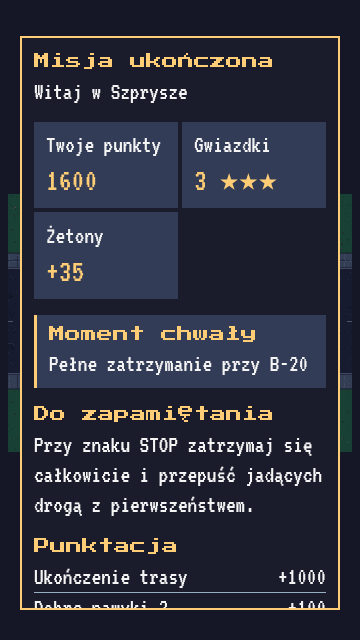 Misja ukończona
Witaj w Szprysze
Twoje punkty
1600
Gwiazdki
3 ★★★
Żetony
+35
Moment chwały
Pełne zatrzymanie przy B-20
Do zapamiętania
Przy znaku STOP zatrzymaj się
całkowicie i przepuść jadących
drogą z pierwszeństwem.
Punktacja
Ukończenie trasy +1000